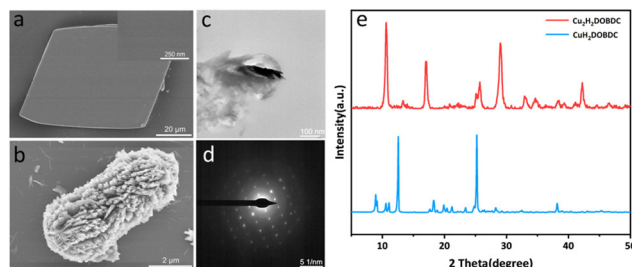 a
250 nm
20 μm
b
2 μm
c
100 nm
d
5 1/nm
e
Cu₂H₂DOBDC
CuH₂DOBDC
Intensity(a.u.)
10
20
30
40
50
2 Theta(degree)